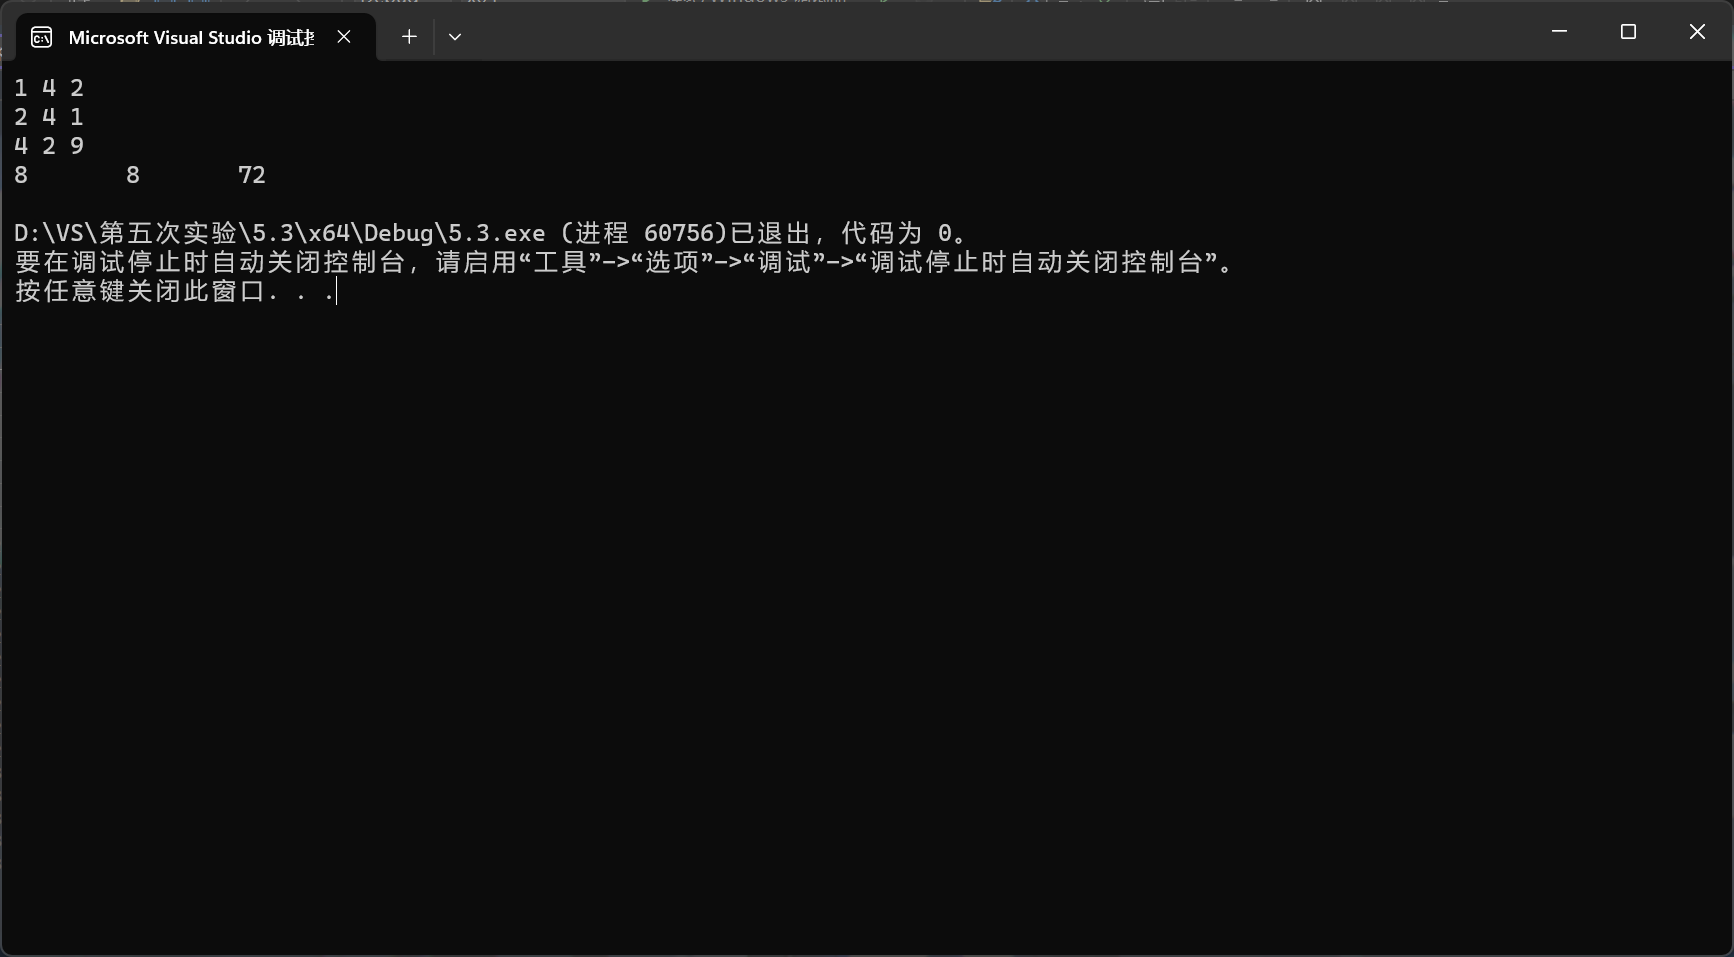 Microsoft Visual Studio 调试
1 4 2
2 4 1
4 2 9
8 8 72
D:\VS\第五次实验\5.3\x64\Debug\5.3.exe (进程 60756)已退出，代码为 0。
要在调试停止时自动关闭控制台，请启用“工具”->“选项”->“调试”->“调试停止时自动关闭控制台”。
按任意键关闭此窗口. . .